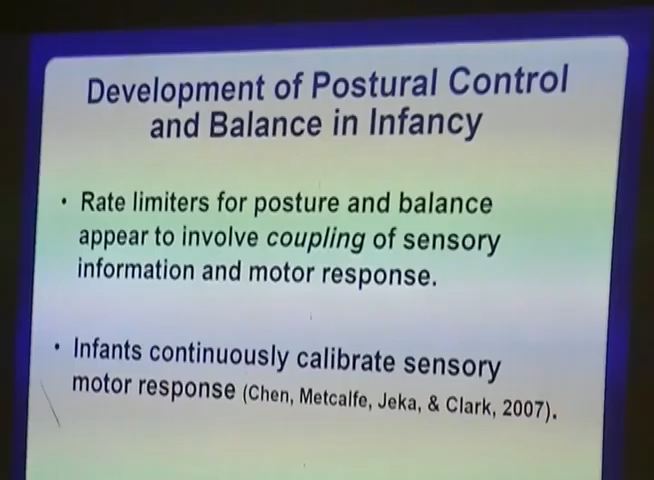 Development of Postural Control
and Balance in Infancy
• Rate limiters for posture and balance
appear to involve coupling of sensory
information and motor response.
• Infants continuously calibrate sensory
motor response (Chen, Metcalfe, Jeka, & Clark, 2007).